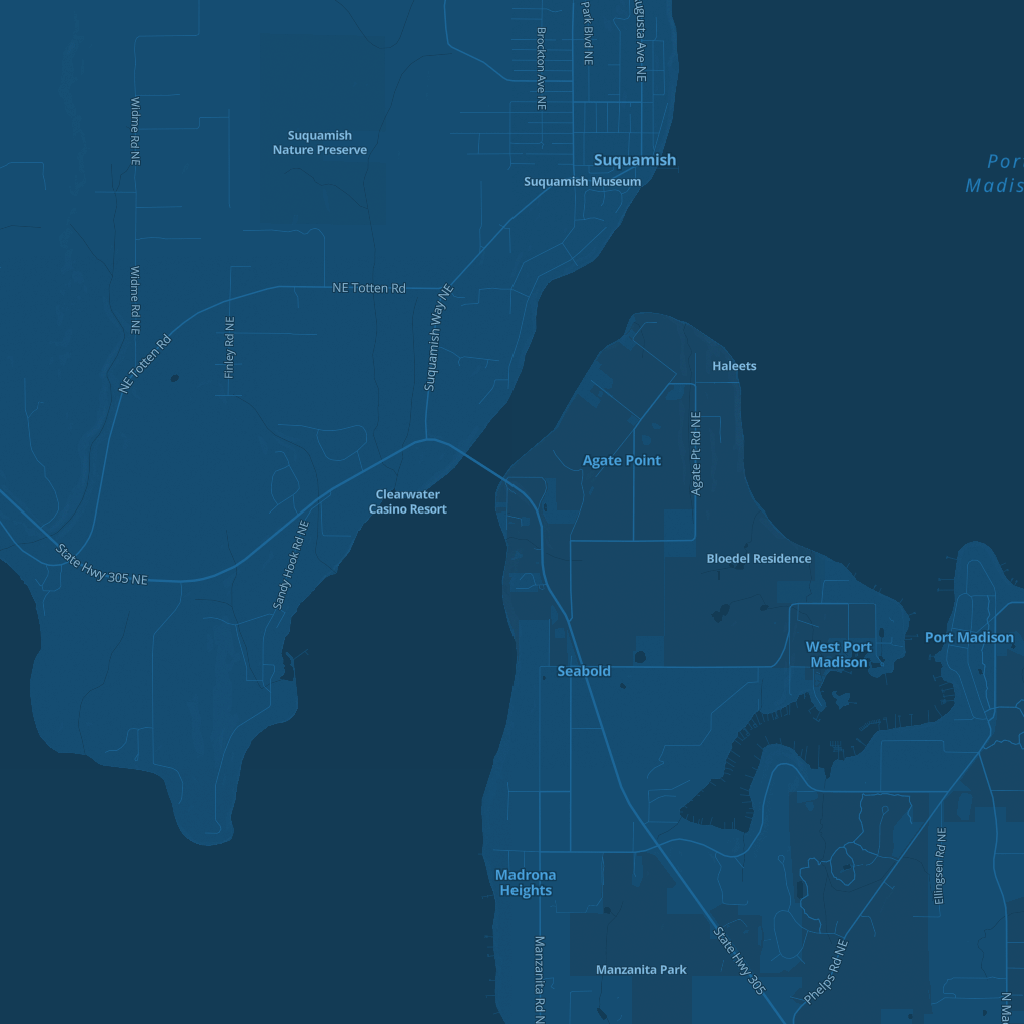 Park Blvd NE
Augusta Ave NE
Brockton Ave NE
Widme Rd NE
Suquamish
Nature Preserve
Suquamish
Suquamish Museum
Por
Madis
Widme Rd NE
NE Totten Rd
Suquamish Way NE
NE Totten Rd
Finley Rd NE
Haleets
Agate Point
Agate Pt Rd NE
Clearwater
Casino Resort
State Hwy 305 NE
Sandy Hook Rd NE
Bloedel Residence
West Port
Madison
Port Madison
Seabold
Madrona
Heights
Ellingsen Rd NE
Manzanita Rd N
Manzanita Park
State Hwy 305
Phelps Rd NE
N Mad